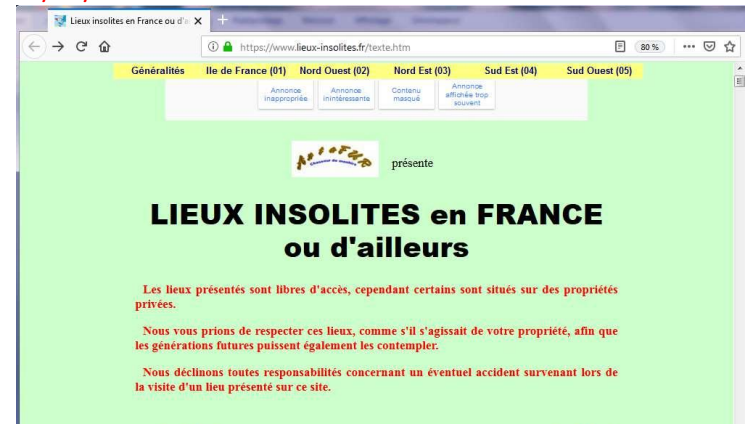 Lieux insolites en France ou d'a
https://www.lieux-insolites.fr/texte.htm
80 %
Généralités Ile de France (01) Nord Ouest (02) Nord Est (03) Sud Est (04) Sud Ouest (05)
Annonce inappropriée
Annonce inintéressante
Contenu masqué
Annonce affichée trop souvent
présente
LIEUX INSOLITES en FRANCE
ou d'ailleurs
Les lieux présentés sont libres d'accès, cependant certains sont situés sur des propriétés
privées.
Nous vous prions de respecter ces lieux, comme s'il s'agissait de votre propriété, afin que
les générations futures puissent également les contempler.
Nous déclinons toutes responsabilités concernant un éventuel accident survenant lors de
la visite d'un lieu présenté sur ce site.